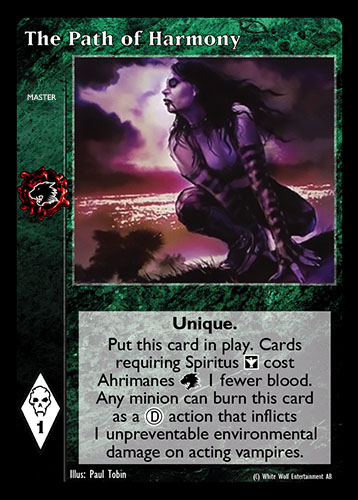 The Path of Harmony
MASTER
Unique.
Put this card in play. Cards
requiring Spiritus cost
Ahrimanes 1 fewer blood.
Any minion can burn this card
as a D action that inflicts
1 unpreventable environmental
damage on acting vampires.
1
Illus: Paul Tobin
(C) White Wolf Entertainment AB